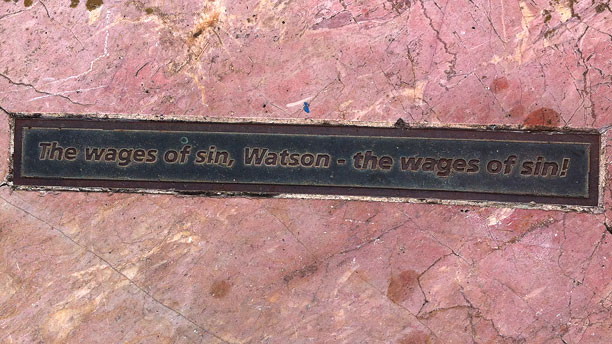 The wages of sin, Watson - the wages of sin!